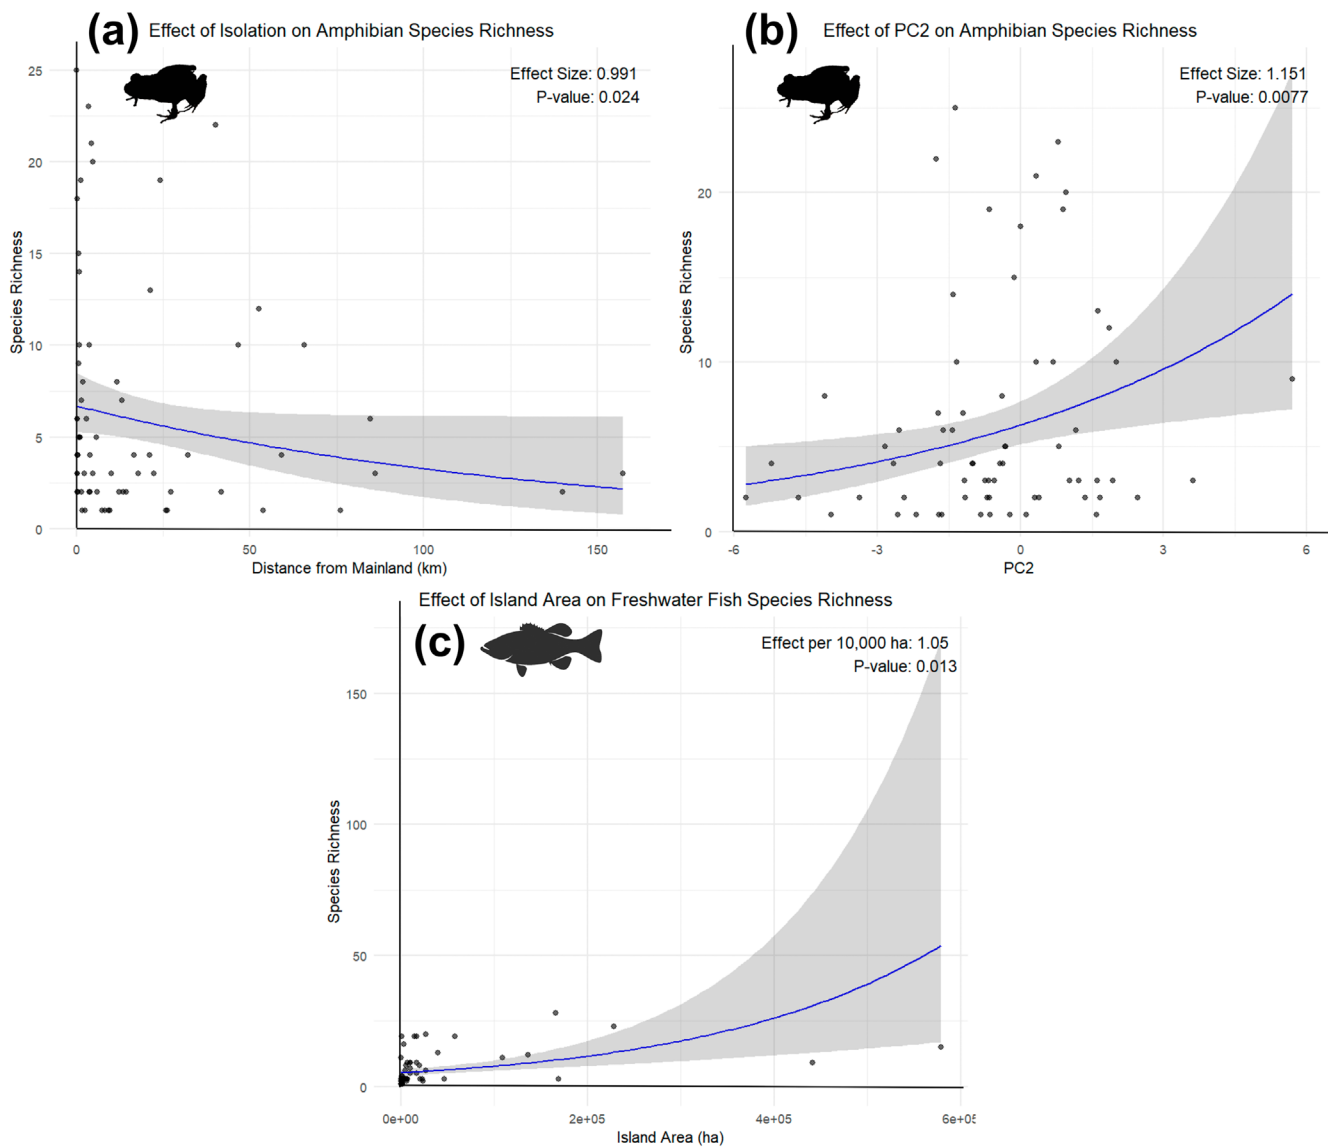 (a) Effect of Isolation on Amphibian Species Richness
Effect Size: 0.991
P-value: 0.024
Species Richness
25
20
15
10
5
0
0 50 100 150
Distance from Mainland (km)
(b) Effect of PC2 on Amphibian Species Richness
Effect Size: 1.151
P-value: 0.0077
Species Richness
20
10
0
-6 -3 0 3 6
PC2
Effect of Island Area on Freshwater Fish Species Richness
(c)
Effect per 10,000 ha: 1.05
P-value: 0.013
Species Richness
150
100
50
0
0e+00 2e+05 4e+05 6e+05
Island Area (ha)